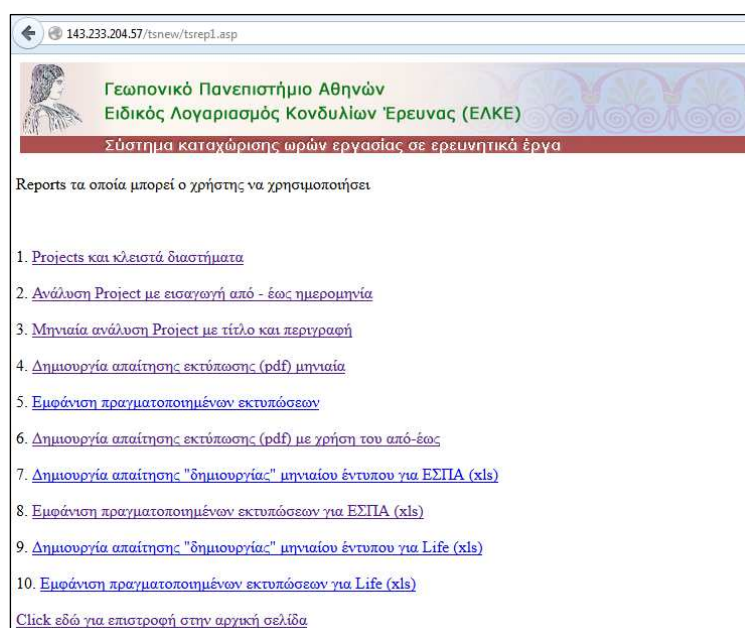 143.233.204.57/tsnew/tsrep1.asp
Γεωπονικό Πανεπιστήμιο Αθηνών
Ειδικός Λογαριασμός Κονδυλίων Έρευνας (ΕΛΚΕ)
Σύστημα καταχώρισης ωρών εργασίας σε ερευνητικά έργα
Reports τα οποία μπορεί ο χρήστης να χρησιμοποιήσει
1. Projects και κλειστά διαστήματα
2. Ανάλυση Project με εισαγωγή από - έως ημερομηνία
3. Μηνιαία ανάλυση Project με τίτλο και περιγραφή
4. Δημιουργία απαίτησης εκτύπωσης (pdf) μηνιαία
5. Εμφάνιση πραγματοποιημένων εκτυπώσεων
6. Δημιουργία απαίτησης εκτύπωσης (pdf) με χρήση του από-έως
7. Δημιουργία απαίτησης "δημιουργίας" μηνιαίου έντυπου για ΕΣΠΑ (xls)
8. Εμφάνιση πραγματοποιημένων εκτυπώσεων για ΕΣΠΑ (xls)
9. Δημιουργία απαίτησης "δημιουργίας" μηνιαίου έντυπου για Life (xls)
10. Εμφάνιση πραγματοποιημένων εκτυπώσεων για Life (xls)
Click εδώ για επιστροφή στην αρχική σελίδα